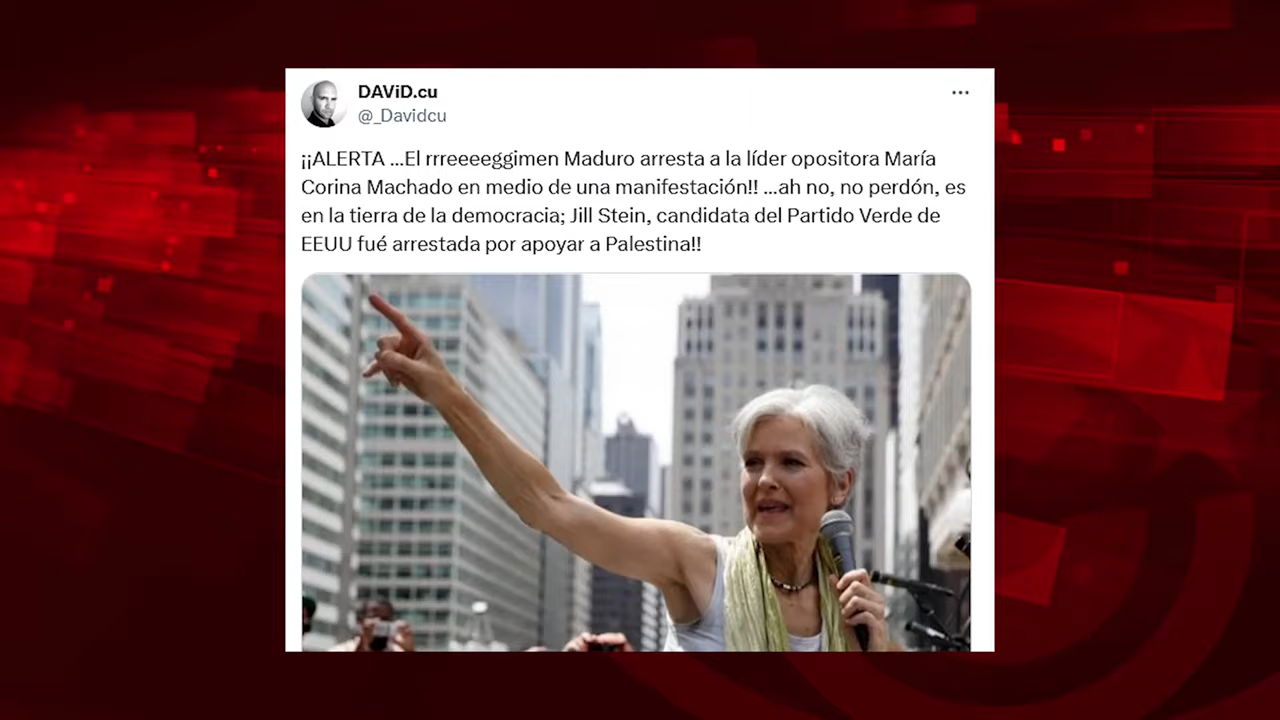 DAViD.cu
@_Davidcu
¡¡ALERTA ...El rrreeeeggimen Maduro arresta a la líder opositora María
Corina Machado en medio de una manifestación!! ...ah no, no perdón, es
en la tierra de la democracia; Jill Stein, candidata del Partido Verde de
EEUU fué arrestada por apoyar a Palestina!!